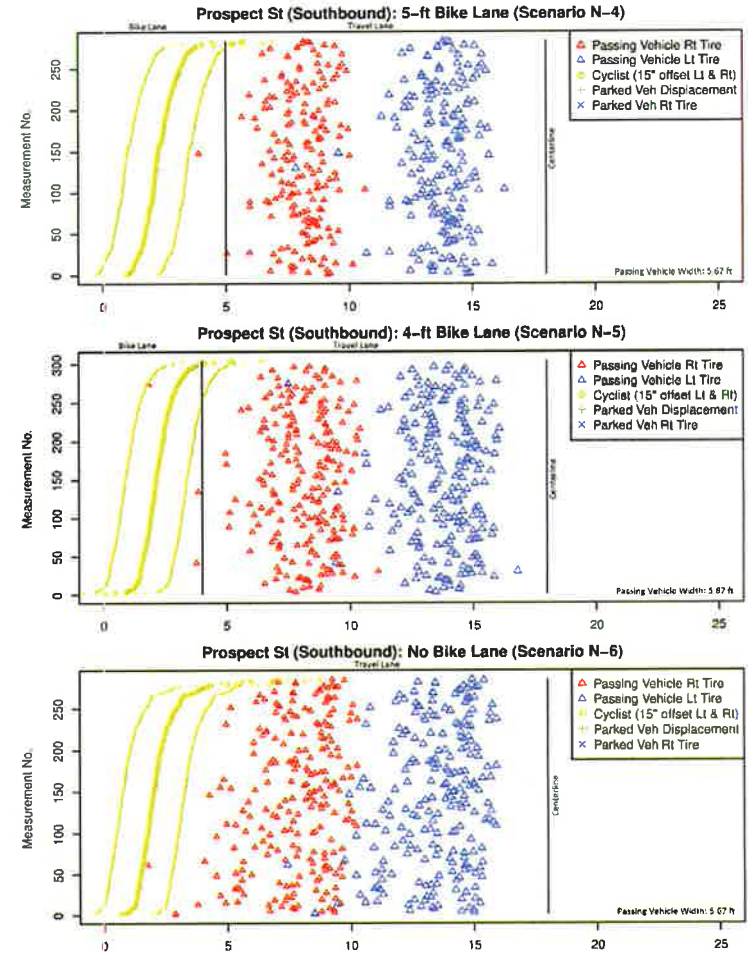 Prospect St (Southbound): 5-ft Bike Lane (Scenario N-4)
Bike Lane
Travel Lane
Measurement No.
250
200
150
100
50
0
Passing Vehicle Rt Tire
Passing Vehicle Lt Tire
Cyclist (15" offset Lt & Rt)
Parked Veh Displacement
Parked Veh Rt Tire
Centerline
Passing Vehicle Width: 5.67 ft
0 5 10 15 20 25
Prospect St (Southbound): 4-ft Bike Lane (Scenario N-5)
Bike Lane
Travel Lane
Measurement No.
300
250
200
150
100
50
0
Passing Vehicle Rt Tire
Passing Vehicle Lt Tire
Cyclist (15" offset Lt & Rt)
Parked Veh Displacement
Parked Veh Rt Tire
Centerline
Passing Vehicle Width: 5.67 ft
0 5 10 15 20 25
Prospect St (Southbound): No Bike Lane (Scenario N-6)
Travel Lane
Measurement No.
250
200
150
100
50
0
Passing Vehicle Rt Tire
Passing Vehicle Lt Tire
Cyclist (15" offset Lt & Rt)
Parked Veh Displacement
Parked Veh Rt Tire
Centerline
Passing Vehicle Width: 5.67 ft
0 5 10 15 20 25